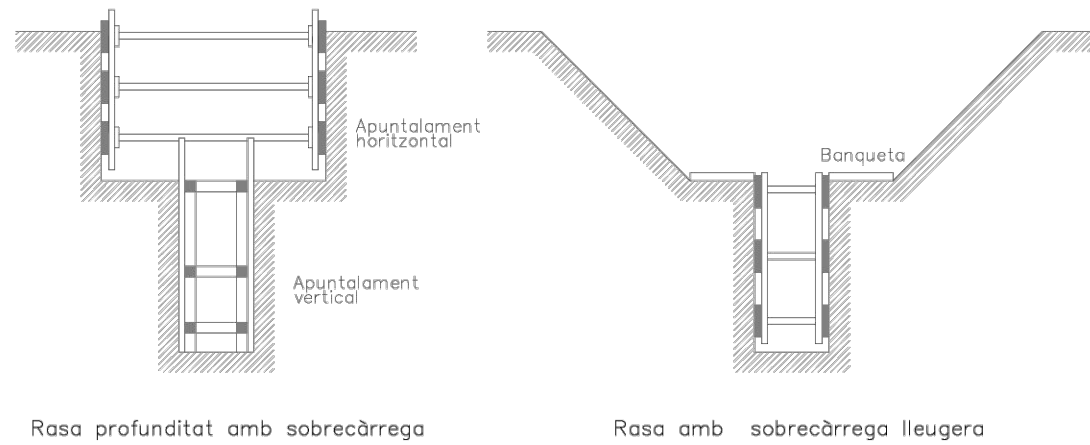 Apuntalament
horitzontal
Banqueta
Apuntalament
vertical
Rasa profunditat amb sobrecàrrega
Rasa amb sobrecàrrega lleugera